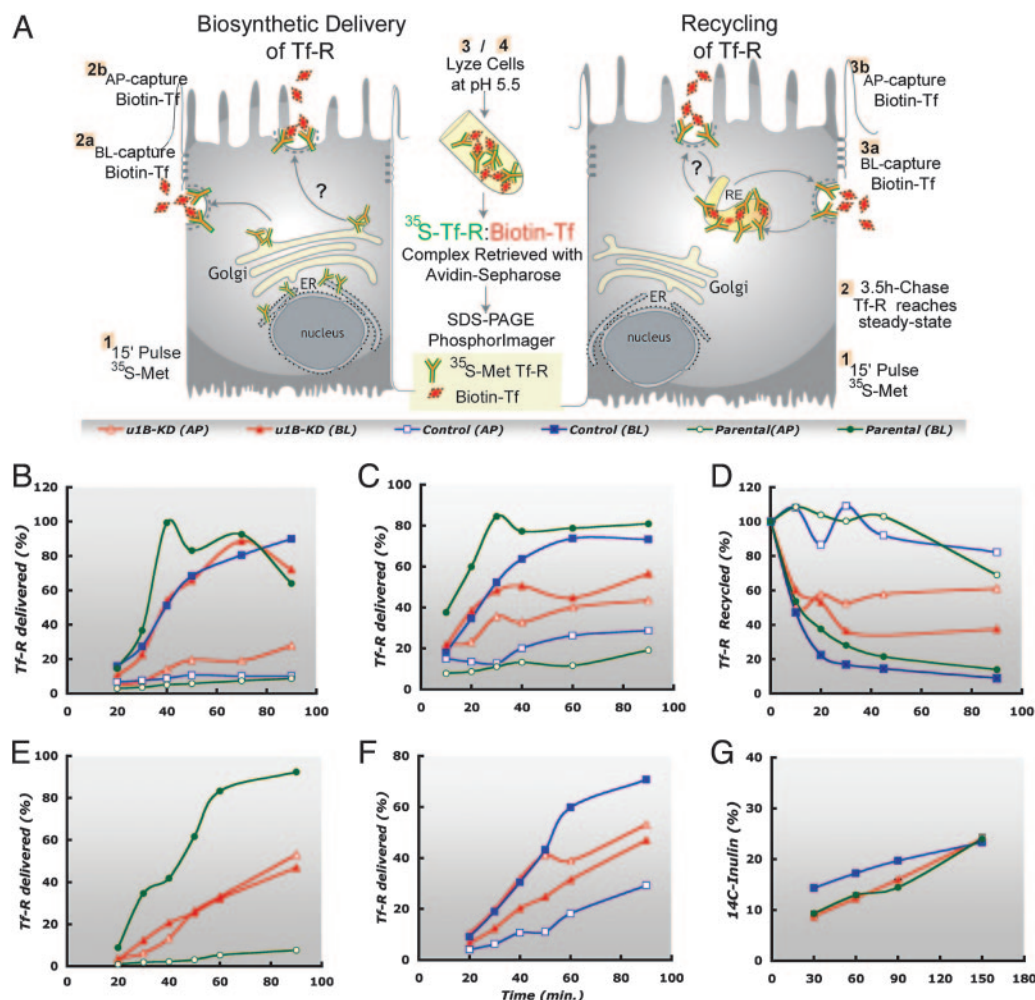 A
Biosynthetic Delivery
of Tf-R
3 / 4
Lyze Cells
at pH 5.5
Recycling
of Tf-R
2b AP-capture
Biotin-Tf
2a BL-capture
Biotin-Tf
?
Golgi
ER
nucleus
1 15' Pulse
35S-Met
35S-Tf-R:Biotin-Tf
Complex Retrieved with
Avidin-Sepharose
SDS-PAGE
PhosphorImager
35S-Met Tf-R
Biotin-Tf
3b
AP-capture
Biotin-Tf
3a
BL-capture
Biotin-Tf
?
RE
Golgi
ER
nucleus
2 3.5h-Chase
Tf-R reaches
steady-state
1
15' Pulse
35S-Met
u1B-KD (AP) u1B-KD (BL) Control (AP) Control (BL) Parental(AP) Parental (BL)
B
Tf-R delivered (%)
120
100
80
60
40
20
0
0 20 40 60 80 100
C
Tf-R delivered (%)
100
80
60
40
20
0
0 20 40 60 80 100
D
Tf-R Recycled (%)
120
100
80
60
40
20
0
0 20 40 60 80 100
E
Tf-R delivered (%)
100
80
60
40
20
0
0 20 40 60 80 100
F
Tf-R delivered (%)
80
60
40
20
0
0 20 40 60 80 100
Time (min.)
G
14C-Inulin (%)
40
30
20
10
0
0 30 60 90 120 150 180